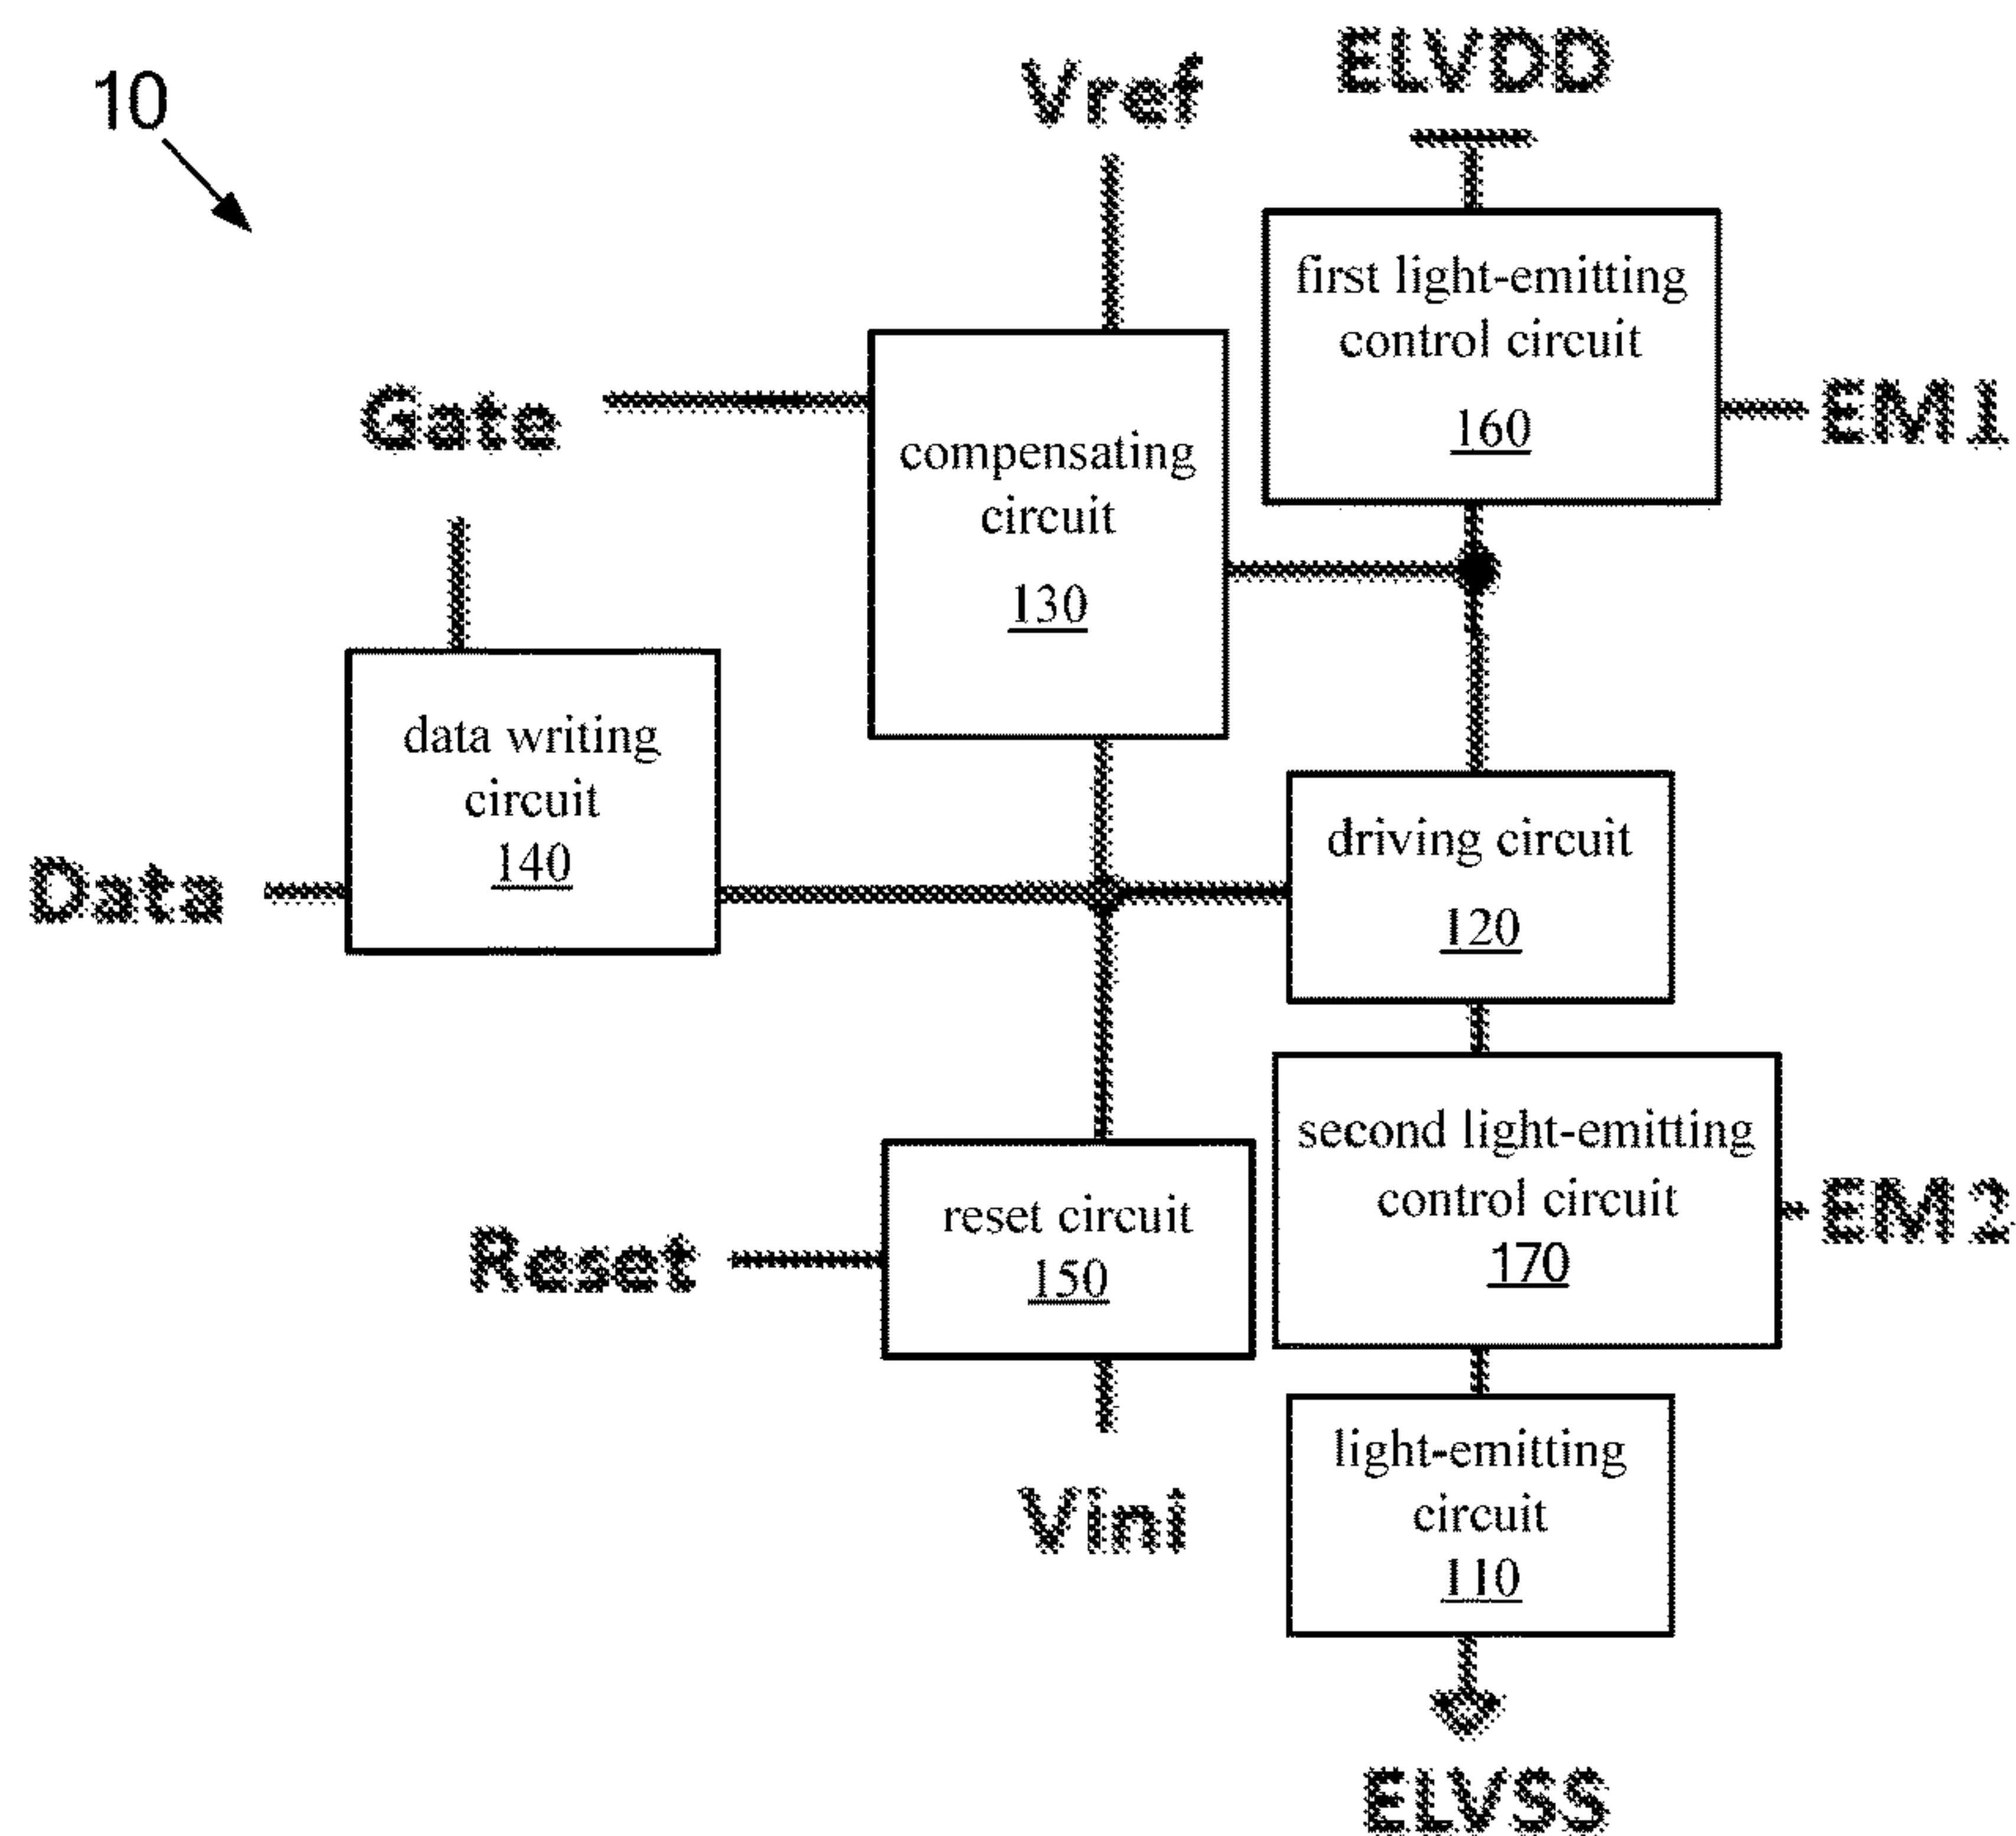 10
Vref
ELVDD
first light-emitting
control circuit
160
EM1
Gate
compensating
circuit
130
data writing
circuit
140
Data
driving circuit
120
second light-emitting
control circuit
170
EM2
Reset
reset circuit
150
Vini
light-emitting
circuit
110
ELVSS